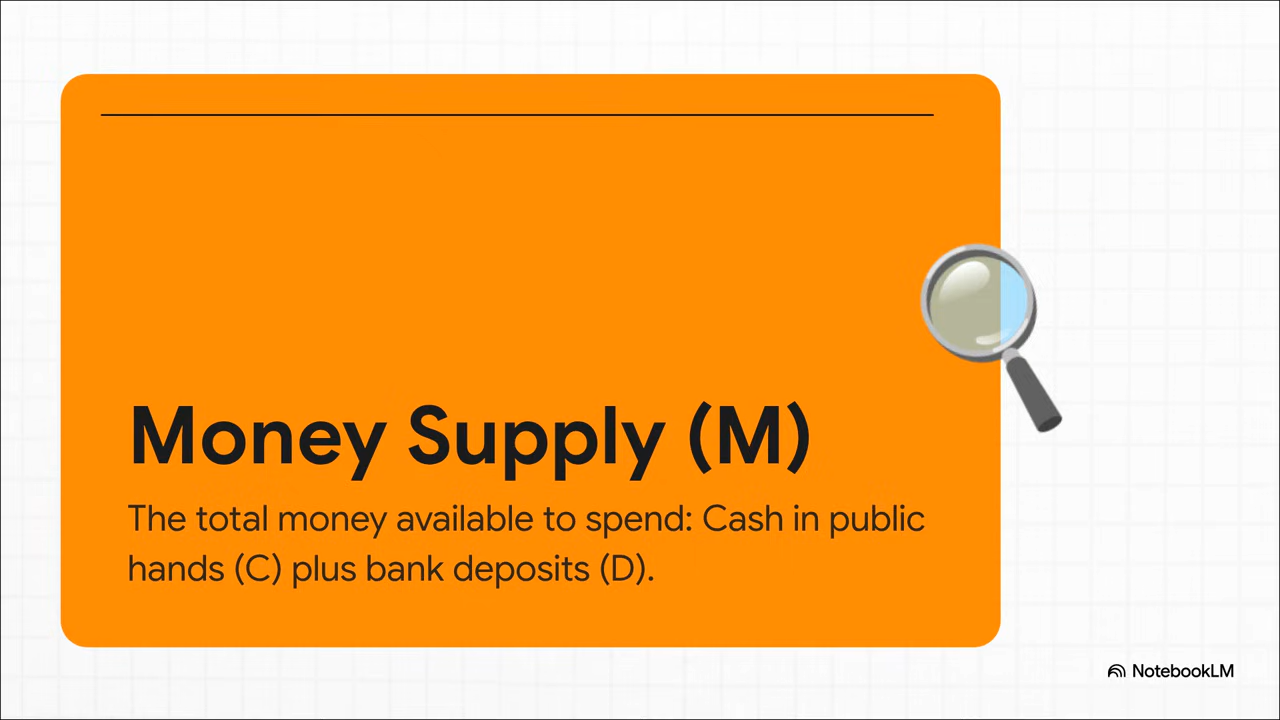 Money Supply (M)
The total money available to spend: Cash in public
hands (C) plus bank deposits (D).
NotebookLM